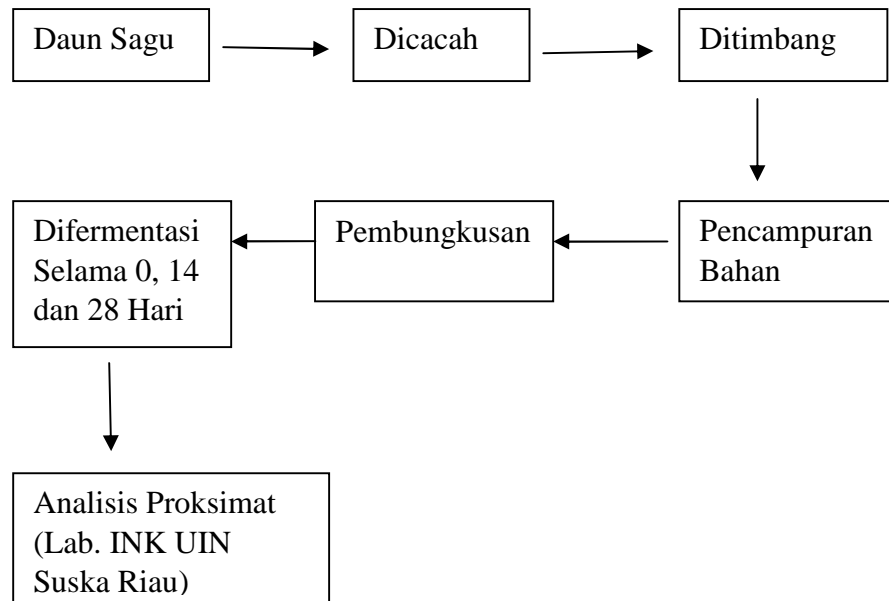 Daun Sagu
Dicacah
Ditimbang
Pencampuran
Bahan
Pembungkusan
Difermentasi
Selama 0, 14
dan 28 Hari
Analisis Proksimat
(Lab. INK UIN
Suska Riau)